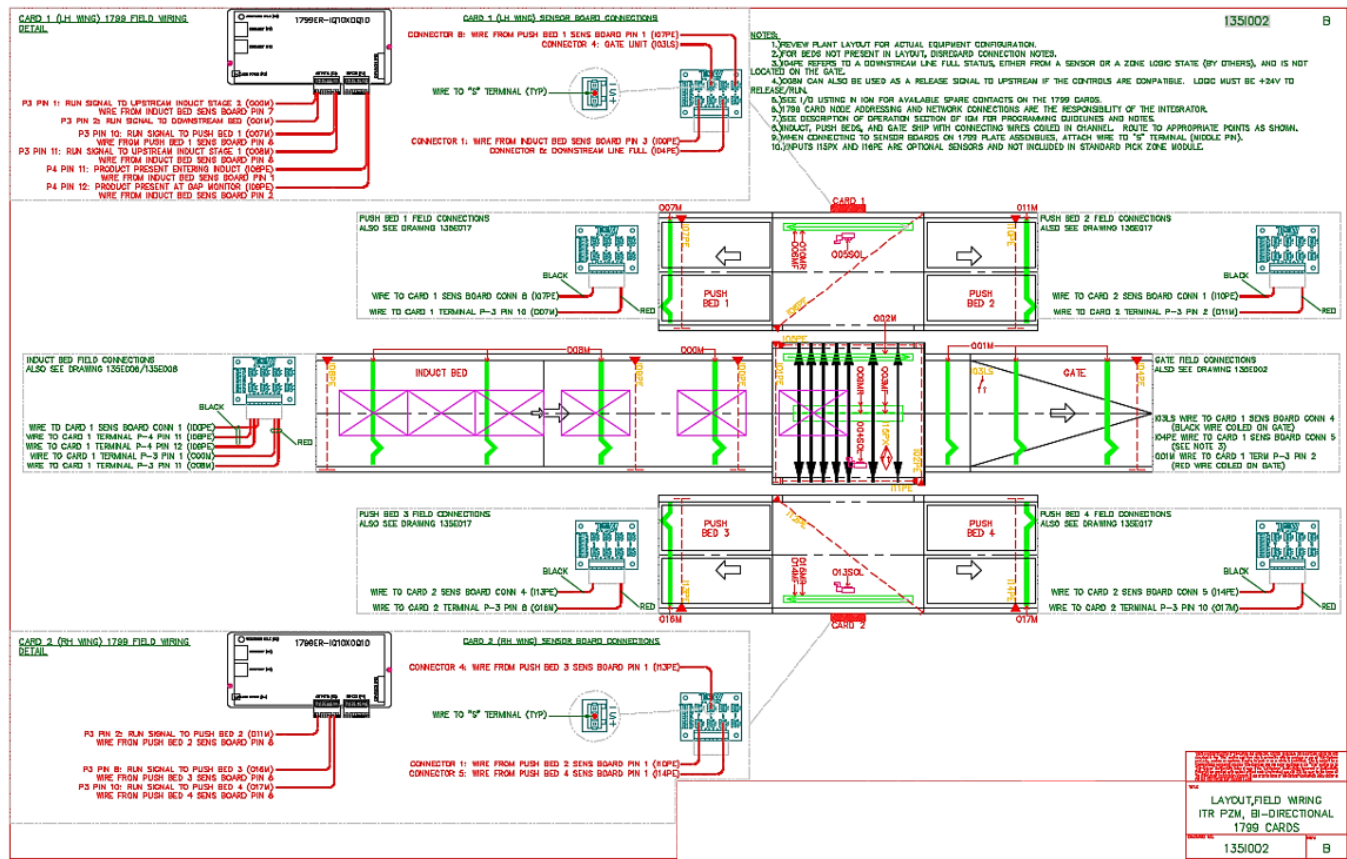 CARD 1 (LH WING) 1799 FIELD WIRING
DETAIL
1799ER-IQ10XOQ10
P3 PIN 1: RUN SIGNAL TO UPSTREAM INDUCT STAGE 2 (O00M)
WIRE FROM INDUCT BED SENS BOARD PIN 7
P3 PIN 2: RUN SIGNAL TO DOWNSTREAM BED (O01M)
P3 PIN 10: RUN SIGNAL TO PUSH BED 1 (O07M)
WIRE FROM PUSH BED 1 SENS BOARD PIN 6
P3 PIN 11: RUN SIGNAL TO UPSTREAM INDUCT STAGE 1 (O08M)
WIRE FROM INDUCT BED SENS BOARD PIN 6
P4 PIN 11: PRODUCT PRESENT ENTERING INDUCT (I08PE)
WIRE FROM INDUCT BED SENS BOARD PIN 1
P4 PIN 12: PRODUCT PRESENT AT GAP MONITOR (I09PE)
WIRE FROM INDUCT BED SENS BOARD PIN 2
CARD 1 (LH WING) SENSOR BOARD CONNECTIONS
CONNECTOR 8: WIRE FROM PUSH BED 1 SENS BOARD PIN 1 (I07PE)
CONNECTOR 4: GATE UNIT (I03LS)
WIRE TO "S" TERMINAL (TYP)
CONNECTOR 1: WIRE FROM INDUCT BED SENS BOARD PIN 3 (I00PE)
CONNECTOR 5: DOWNSTREAM LINE FULL (I04PE)
135I002 B
NOTES:
1.)REVIEW PLANT LAYOUT FOR ACTUAL EQUIPMENT CONFIGURATION.
2.)FOR BEDS NOT PRESENT IN LAYOUT, DISREGARD CONNECTION NOTES.
3.)I04PE REFERS TO A DOWNSTREAM LINE FULL STATUS, EITHER FROM A SENSOR OR A ZONE LOGIC STATE (BY OTHERS), AND IS NOT
LOCATED ON THE GATE.
4.)O08M CAN ALSO BE USED AS A RELEASE SIGNAL TO UPSTREAM IF THE CONTROLS ARE COMPATIBLE. LOGIC MUST BE +24V TO
RELEASE/RUN.
5.)SEE I/O LISTING IN IOM FOR AVAILABLE SPARE CONTACTS ON THE 1799 CARDS.
6.)1799 CARD NODE ADDRESSING AND NETWORK CONNECTIONS ARE THE RESPONSIBILITY OF THE INTEGRATOR.
7.)SEE DESCRIPTION OF OPERATION SECTION OF IOM FOR PROGRAMMING GUIDELINES AND NOTES.
8.)INDUCT, PUSH BEDS, AND GATE SHIP WITH CONNECTING WIRES COILED IN CHANNEL. ROUTE TO APPROPRIATE POINTS AS SHOWN.
9.)WHEN CONNECTING TO SENSOR BOARDS ON 1799 PLATE ASSEMBLIES, ATTACH WIRE TO "S" TERMINAL (MIDDLE PIN).
10.)INPUTS I15PX AND I16PE ARE OPTIONAL SENSORS AND NOT INCLUDED IN STANDARD PICK ZONE MODULE.
PUSH BED 1 FIELD CONNECTIONS
ALSO SEE DRAWING 135E017
BLACK
WIRE TO CARD 1 SENS BOARD CONN 8 (I07PE)
WIRE TO CARD 1 TERMINAL P-3 PIN 10 (O07M)
RED
CARD 1
O07M
I07PE
O10MR
O06MF
O05SOL
I06PE
PUSH
BED 1
PUSH
BED 2
O11M
I10PE
PUSH BED 2 FIELD CONNECTIONS
ALSO SEE DRAWING 135E017
BLACK
WIRE TO CARD 2 SENS BOARD CONN 1 (I10PE)
WIRE TO CARD 2 TERMINAL P-3 PIN 2 (O11M)
RED
INDUCT BED FIELD CONNECTIONS
ALSO SEE DRAWING 135E006/135E008
BLACK
WIRE TO CARD 1 SENS BOARD CONN 1 (I00PE)
WIRE TO CARD 1 TERMINAL P-4 PIN 11 (I08PE)
WIRE TO CARD 1 TERMINAL P-4 PIN 12 (I09PE)
WIRE TO CARD 1 TERMINAL P-3 PIN 1 (O00M)
WIRE TO CARD 1 TERMINAL P-3 PIN 11 (O08M)
RED
I08PE
O08M
INDUCT BED
I09PE
O00M
I00PE
I05PE
O02M
O09MR
O03MF
O04SOL
I15PX
I02PE
I11PE
O01M
I03LS
GATE
I04PE
GATE FIELD CONNECTIONS
ALSO SEE DRAWING 135E002
I03LS WIRE TO CARD 1 SENS BOARD CONN 4
(BLACK WIRE COILED ON GATE)
I04PE WIRE TO CARD 1 SENS BOARD CONN 5
(SEE NOTE 3)
O01M WIRE TO CARD 1 TERM P-3 PIN 2
(RED WIRE COILED ON GATE)
PUSH BED 3 FIELD CONNECTIONS
ALSO SEE DRAWING 135E017
BLACK
WIRE TO CARD 2 SENS BOARD CONN 4 (I13PE)
WIRE TO CARD 2 TERMINAL P-3 PIN 8 (O16M)
RED
PUSH
BED 3
PUSH
BED 4
I12PE
I13PE
O13SOL
I14PE
O16M
CARD 2
O17M
PUSH BED 4 FIELD CONNECTIONS
ALSO SEE DRAWING 135E017
BLACK
WIRE TO CARD 2 SENS BOARD CONN 5 (I14PE)
WIRE TO CARD 2 TERMINAL P-3 PIN 10 (O17M)
RED
CARD 2 (RH WING) 1799 FIELD WIRING
DETAIL
1799ER-IQ10XOQ10
P3 PIN 2: RUN SIGNAL TO PUSH BED 2 (O11M)
WIRE FROM PUSH BED 2 SENS BOARD PIN 6
P3 PIN 8: RUN SIGNAL TO PUSH BED 3 (O16M)
WIRE FROM PUSH BED 3 SENS BOARD PIN 6
P3 PIN 10: RUN SIGNAL TO PUSH BED 4 (O17M)
WIRE FROM PUSH BED 4 SENS BOARD PIN 6
CARD 2 (RH WING) SENSOR BOARD CONNECTIONS
CONNECTOR 4: WIRE FROM PUSH BED 3 SENS BOARD PIN 1 (I13PE)
WIRE TO "S" TERMINAL (TYP)
CONNECTOR 1: WIRE FROM PUSH BED 2 SENS BOARD PIN 1 (I10PE)
CONNECTOR 5: WIRE FROM PUSH BED 4 SENS BOARD PIN 1 (I14PE)
LAYOUT,FIELD WIRING
ITR PZM, BI-DIRECTIONAL
1799 CARDS
135I002 B